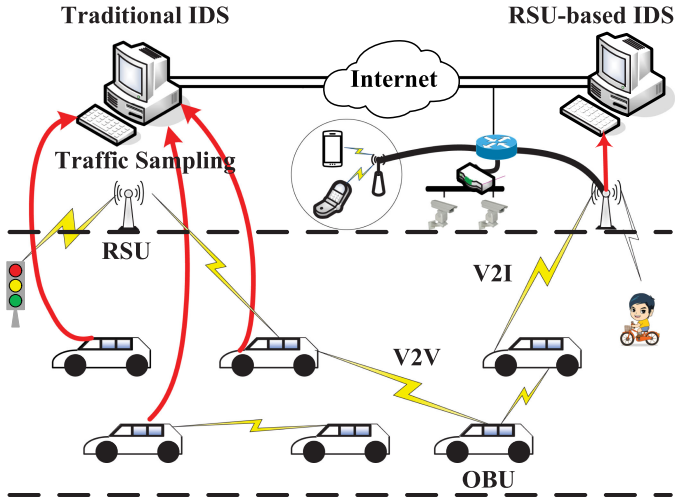 Traditional IDS
RSU-based IDS
Internet
Traffic Sampling
RSU
V2I
V2V
OBU